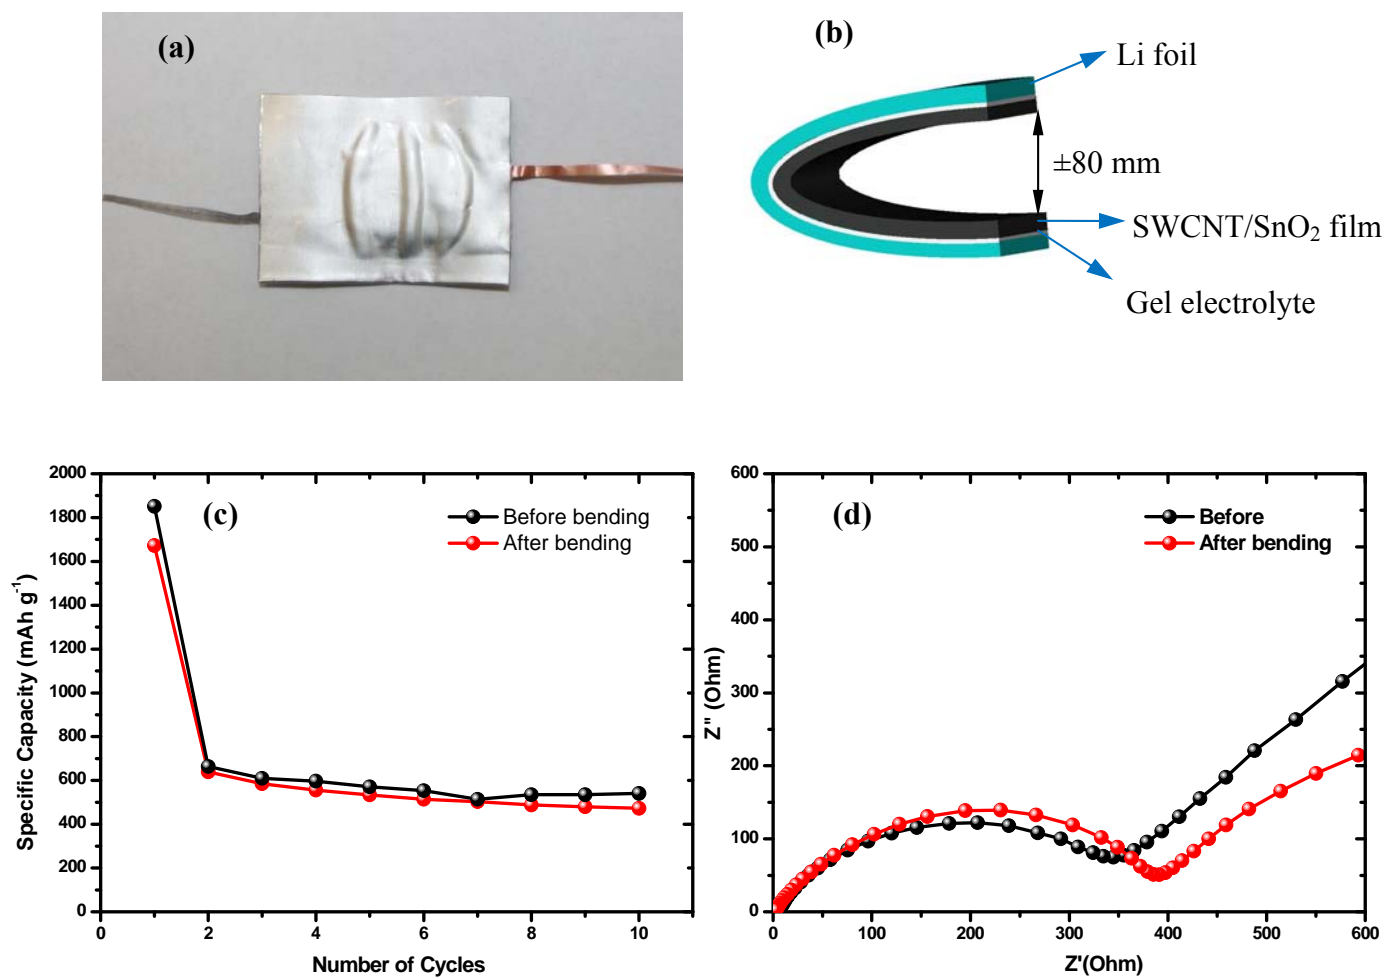 (a)
(b)
Li foil
±80 mm
SWCNT/SnO₂ film
Gel electrolyte
(c)
Before bending
After bending
Specific Capacity (mAh g⁻¹)
2000
1800
1600
1400
1200
1000
800
600
400
200
0
0 2 4 6 8 10
Number of Cycles
(d)
Before
After bending
Z" (Ohm)
600
500
400
300
200
100
0
0 100 200 300 400 500 600
Z'(Ohm)